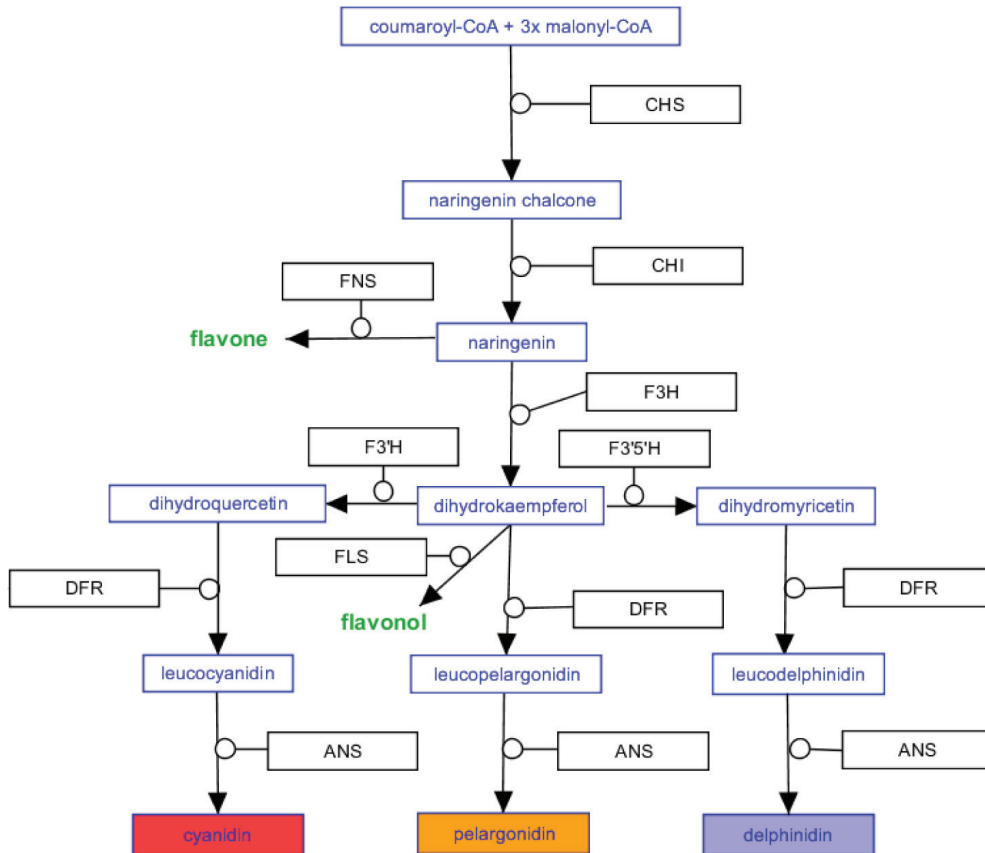 coumaroyl-CoA + 3x malonyl-CoA
CHS
naringenin chalcone
CHI
FNS
flavone
naringenin
F3H
F3'H
F3'5'H
dihydroquercetin
dihydrokaempferol
dihydromyricetin
FLS
DFR
DFR
DFR
flavonol
leucocyanidin
leucopelargonidin
leucodelphinidin
ANS
ANS
ANS
cyanidin
pelargonidin
delphinidin